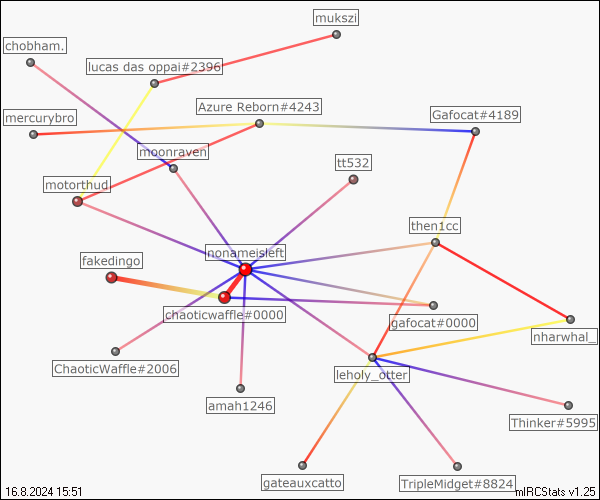 mukszi
chobham.
lucas das oppai#2396
Azure Reborn#4243
Gafocat#4189
mercurybro
moonraven
tt532
motorthud
then1cc
nonameisleft
fakedingo
chaoticwaffle#0000
gafocat#0000
nharwhal_
ChaoticWaffle#2006
leholy_otter
amah1246
Thinker#5995
gateauxcatto
TripleMidget#8824
16.8.2024 15:51
mIRCStats v1.25